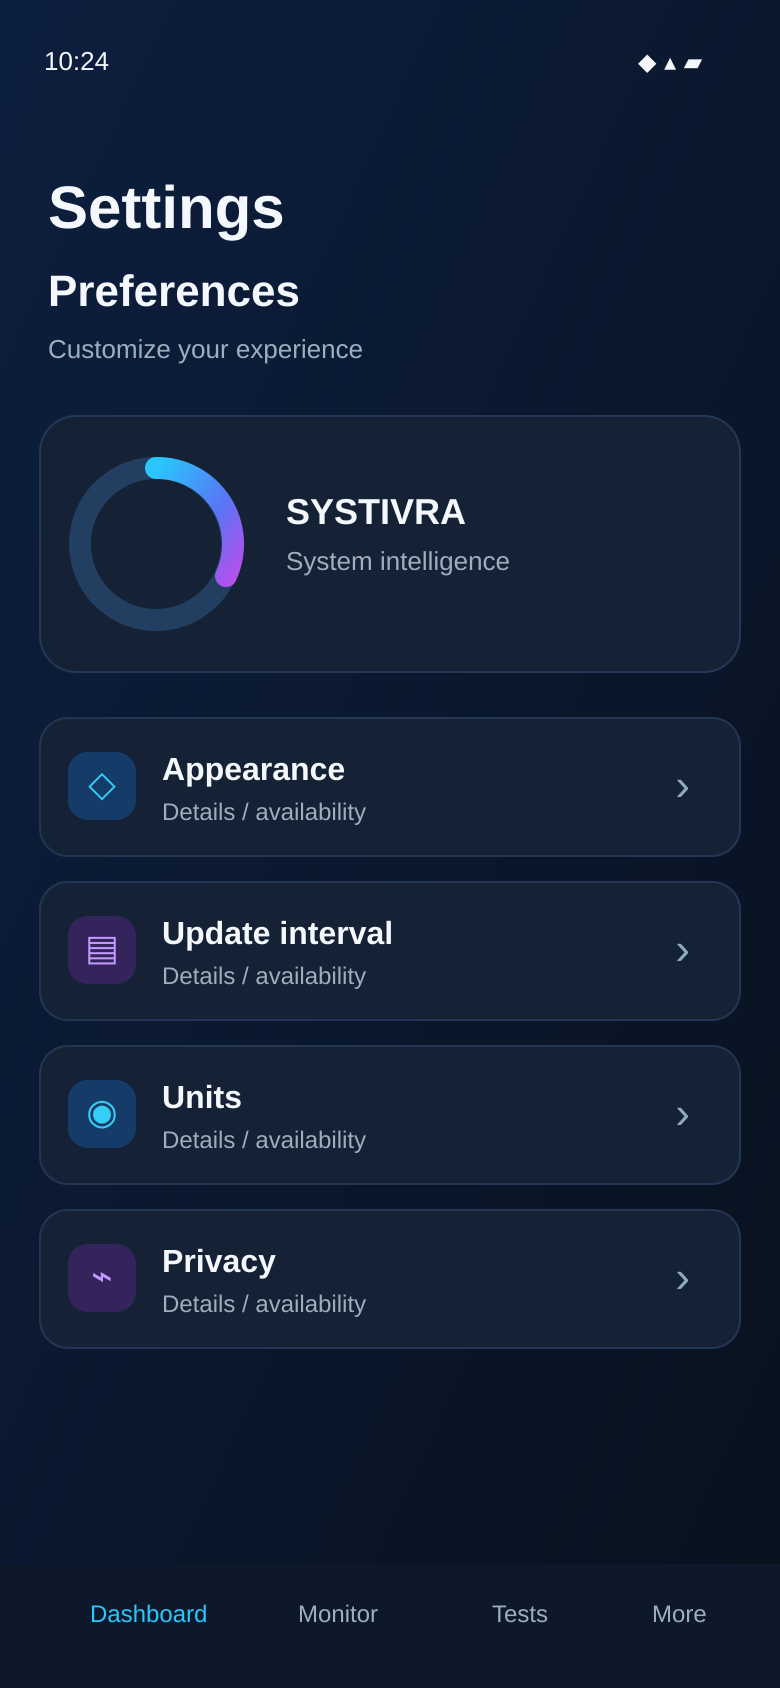 10:24
Settings
Preferences
Customize your experience
SYSTIVRA
System intelligence
Appearance
Details / availability
Update interval
Details / availability
Units
Details / availability
Privacy
Details / availability
Dashboard Monitor Tests More